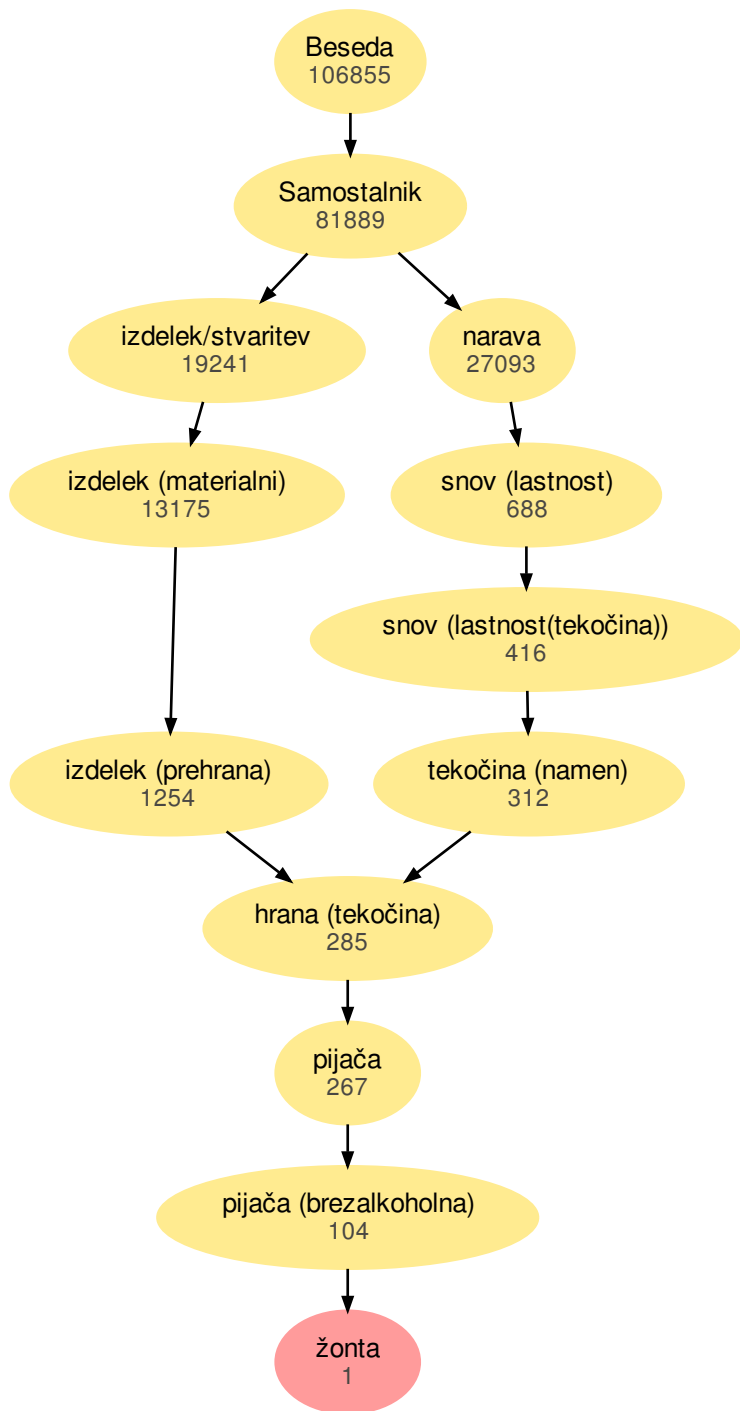 Beseda
106855
Samostalnik
81889
izdelek/stvaritev
19241
narava
27093
izdelek (materialni)
13175
snov (lastnost)
688
snov (lastnost(tekočina))
416
izdelek (prehrana)
1254
tekočina (namen)
312
hrana (tekočina)
285
pijača
267
pijača (brezalkoholna)
104
žonta
1